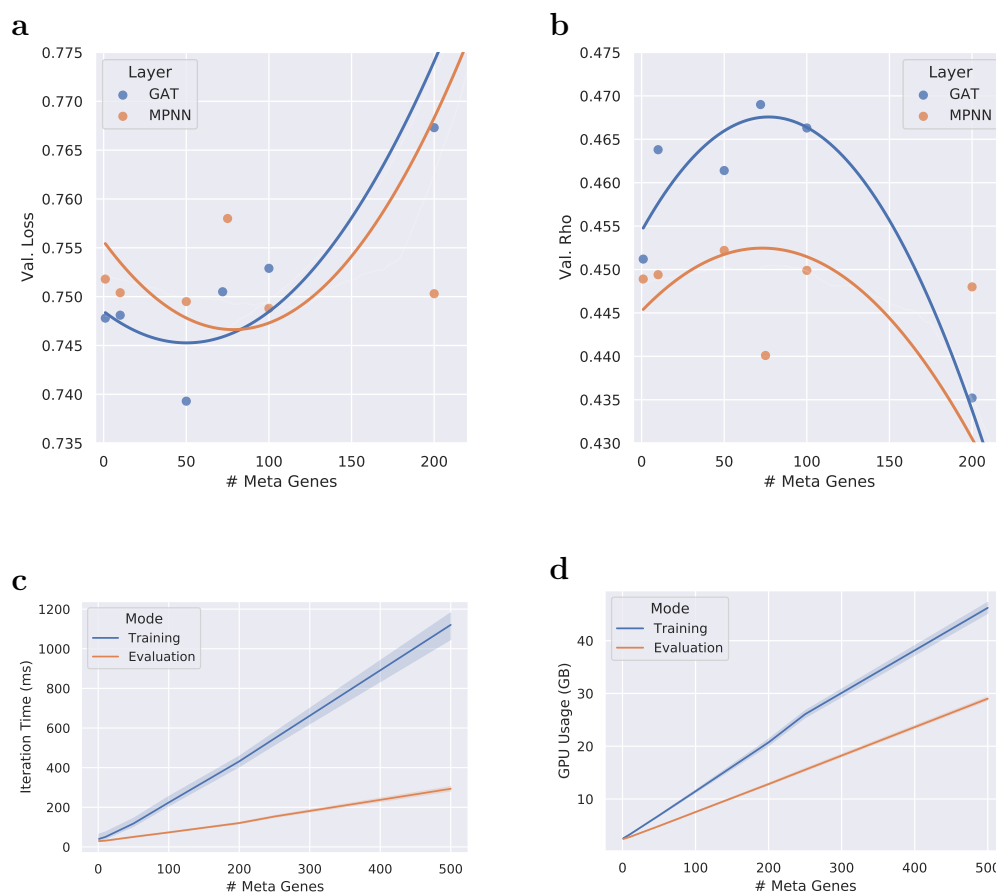 a
0.775
0.770
0.765
0.760
0.755
0.750
0.745
0.740
0.735
Val. Loss
Layer
GAT
MPNN
0 50 100 150 200
# Meta Genes
b
0.475
0.470
0.465
0.460
0.455
0.450
0.445
0.440
0.435
0.430
Val. Rho
Layer
GAT
MPNN
0 50 100 150 200
# Meta Genes
c
1200
1000
800
600
400
200
0
Iteration Time (ms)
Mode
Training
Evaluation
0 100 200 300 400 500
# Meta Genes
d
40
30
20
10
GPU Usage (GB)
Mode
Training
Evaluation
0 100 200 300 400 500
# Meta Genes